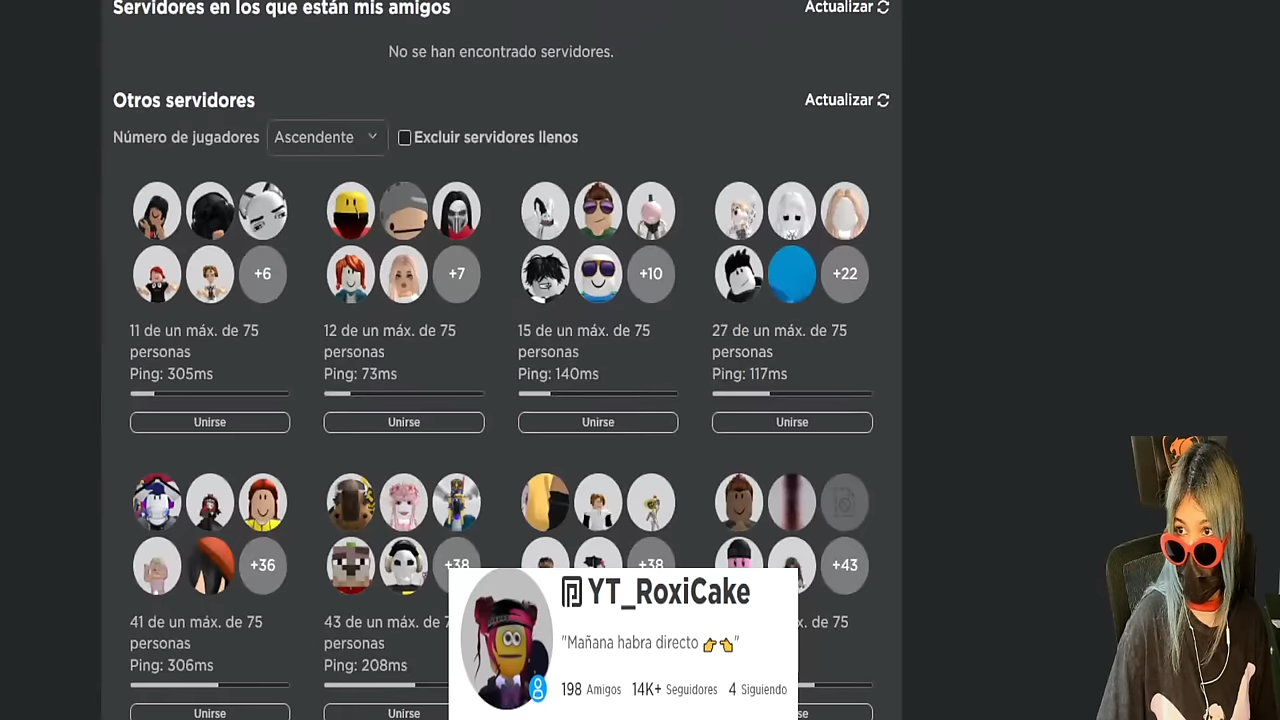 Servidores en los que están mis amigos
Actualizar
No se han encontrado servidores.
Otros servidores
Actualizar
Número de jugadores Ascendente Excluir servidores llenos
+6
+7
+10
+22
11 de un máx. de 75 personas
Ping: 305ms
Unirse
12 de un máx. de 75 personas
Ping: 73ms
Unirse
15 de un máx. de 75 personas
Ping: 140ms
Unirse
27 de un máx. de 75 personas
Ping: 117ms
Unirse
+36
+38
+38
+43
41 de un máx. de 75 personas
Ping: 306ms
Unirse
43 de un máx. de 7
personas
Ping: 208ms
Unirse
x. de 75
se
YT_RoxiCake
"Mañana habra directo 👉👈"
198 Amigos 14K+ Seguidores 4 Siguiendo